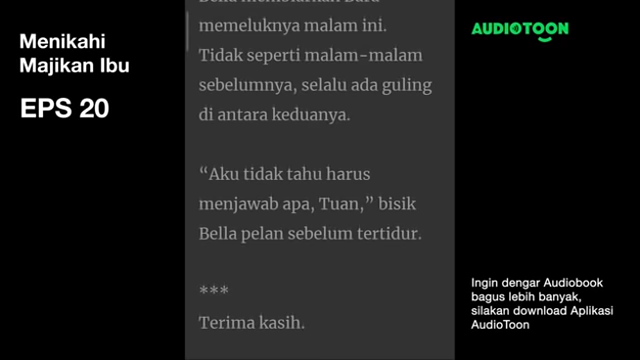 Menikahi
Majikan Ibu
EPS 20
memeluknya malam ini.
Tidak seperti malam-malam
sebelumnya, selalu ada guling
di antara keduanya.
“Aku tidak tahu harus
menjawab apa, Tuan,” bisik
Bella pelan sebelum tertidur.
***
Terima kasih.
AUDIOTOON
Ingin dengar Audiobook
bagus lebih banyak,
silakan download Aplikasi
AudioToon